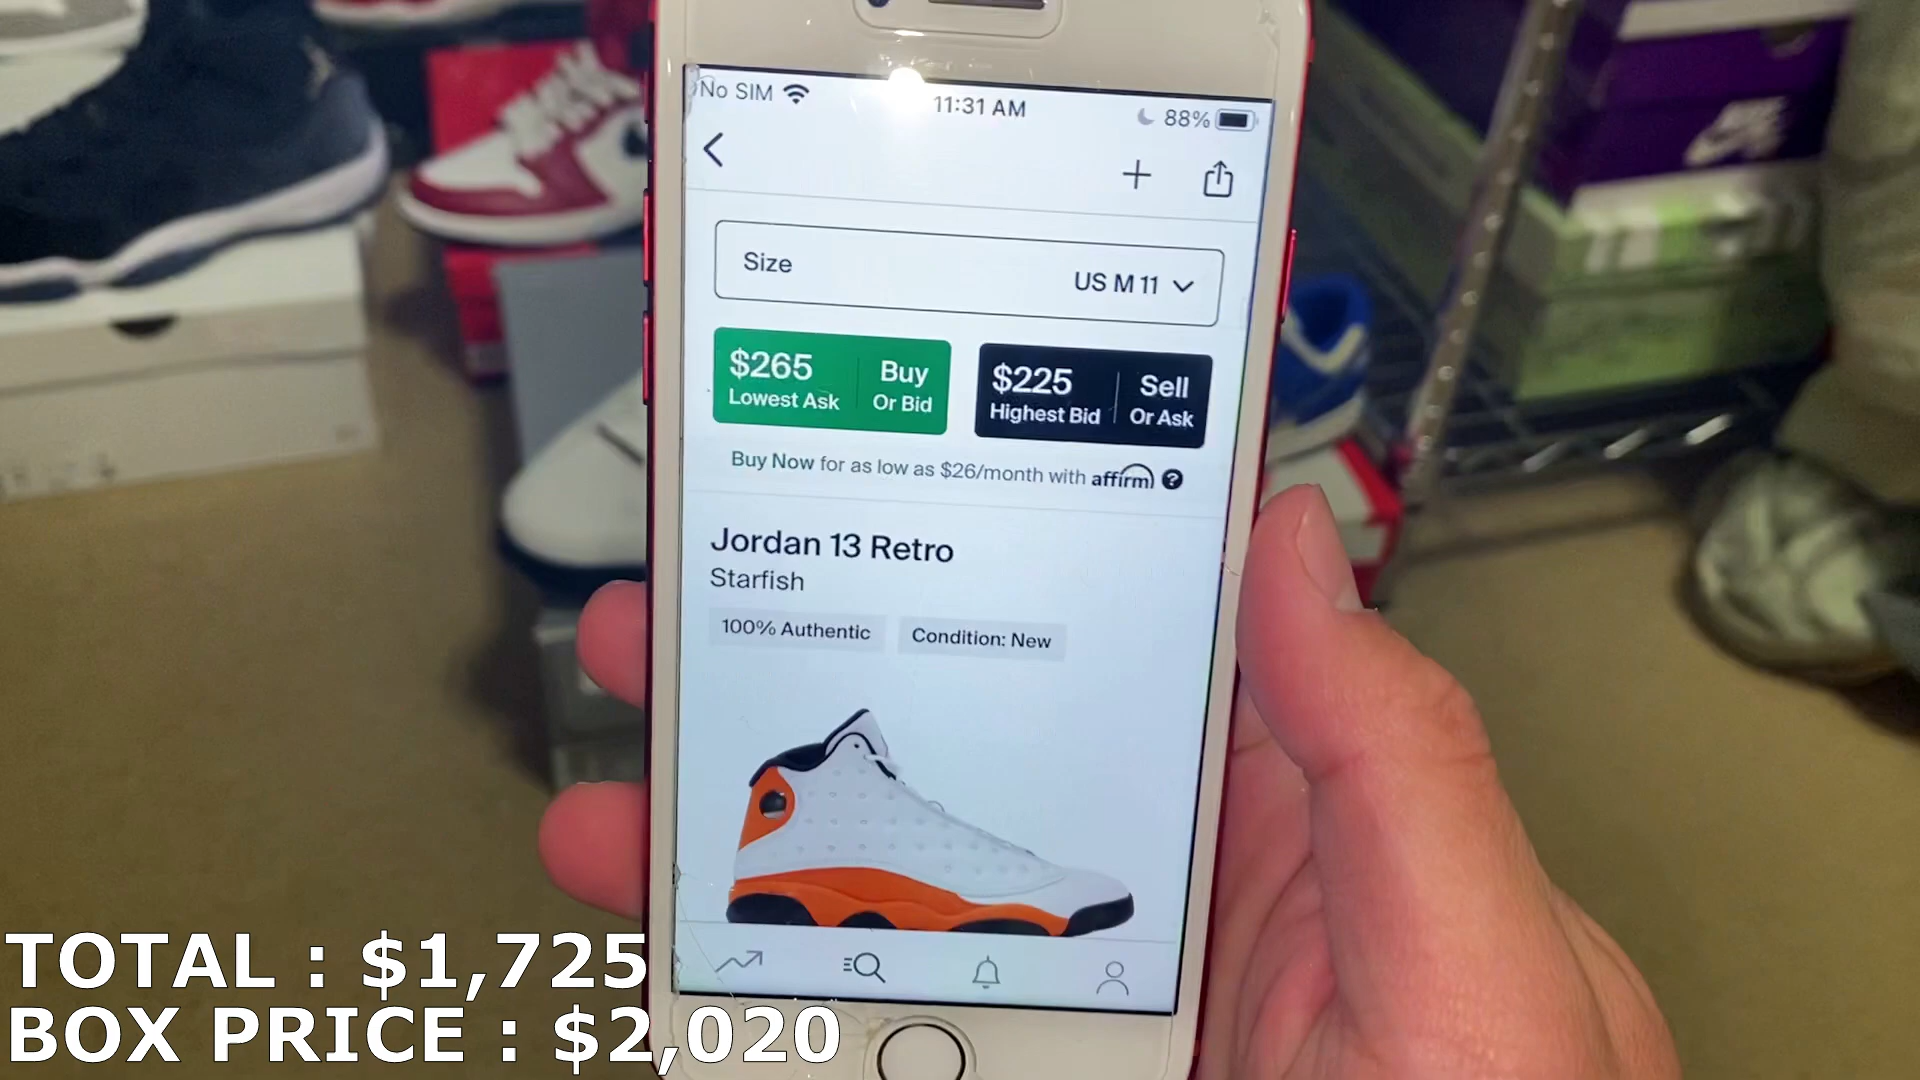 No SIM
11:31 AM
88%
Size
US M 11
$265
Lowest Ask
Buy
Or Bid
$225
Highest Bid
Sell
Or Ask
Buy Now for as low as $26/month with affirm ?
Jordan 13 Retro
Starfish
100% Authentic
Condition: New
TOTAL : $1,725
BOX PRICE : $2,020